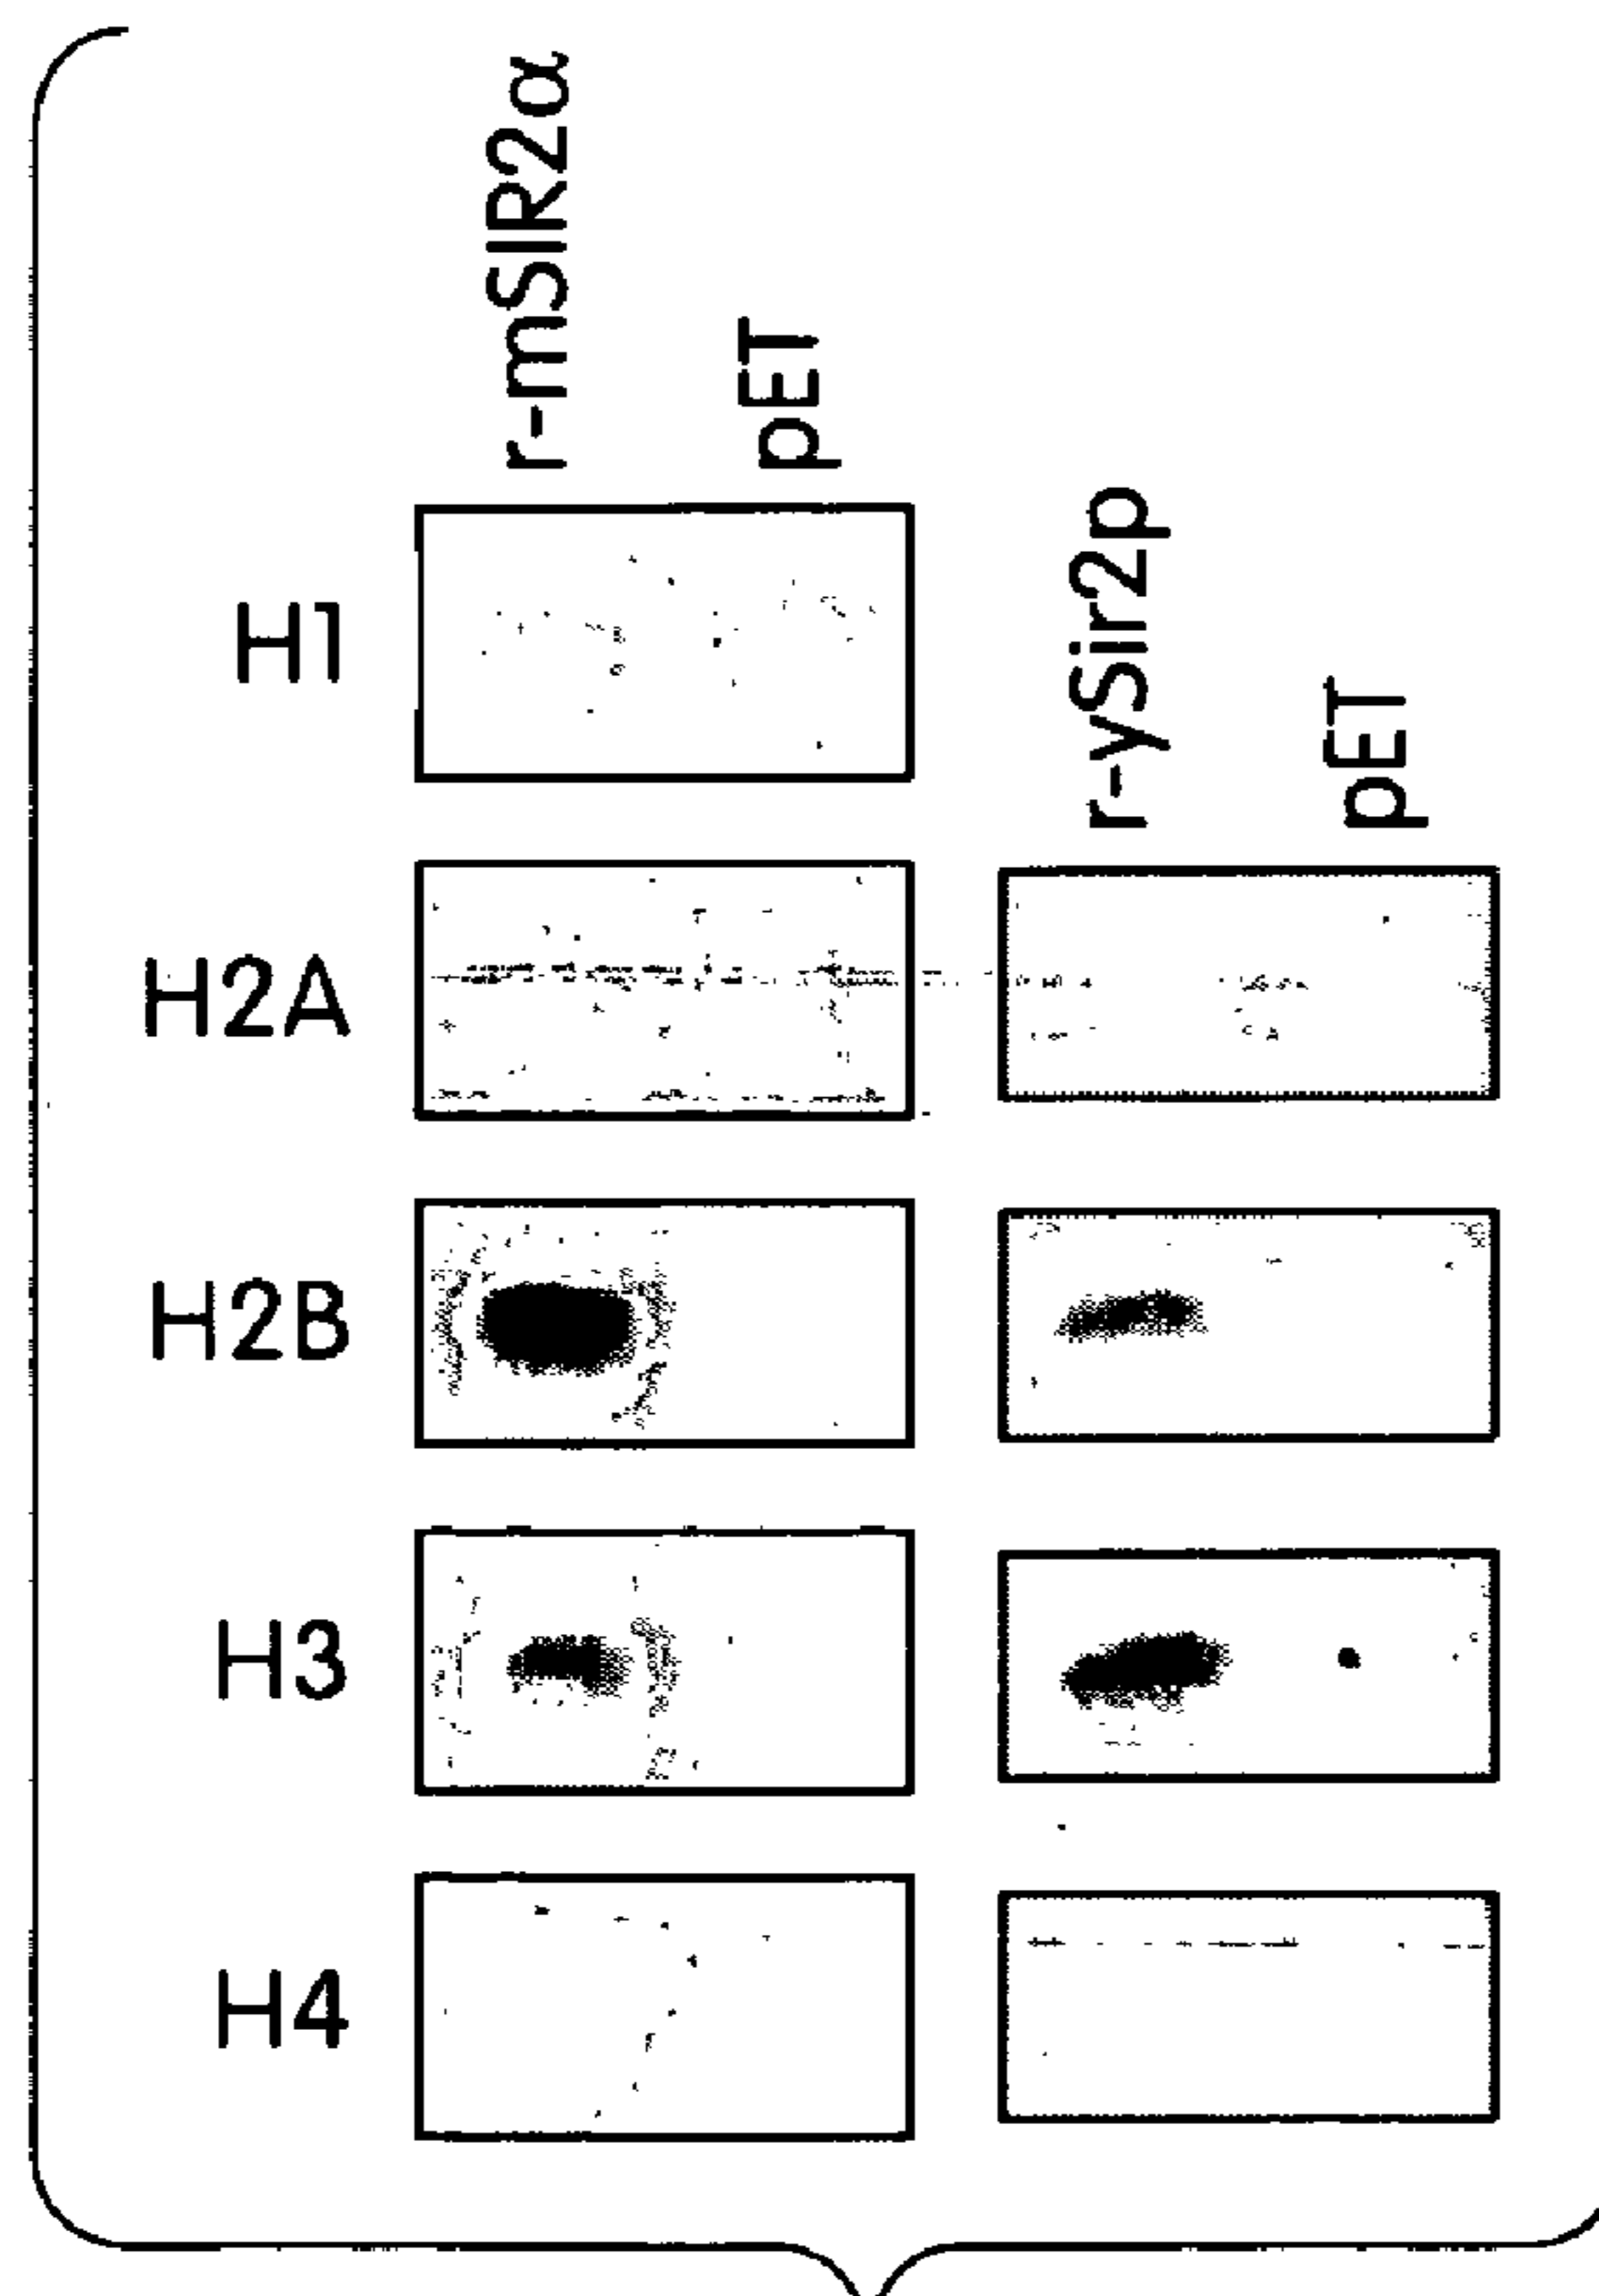 r-mSIR2α
pET
r-ySir2p
pET
H1
H2A
H2B
H3
H4